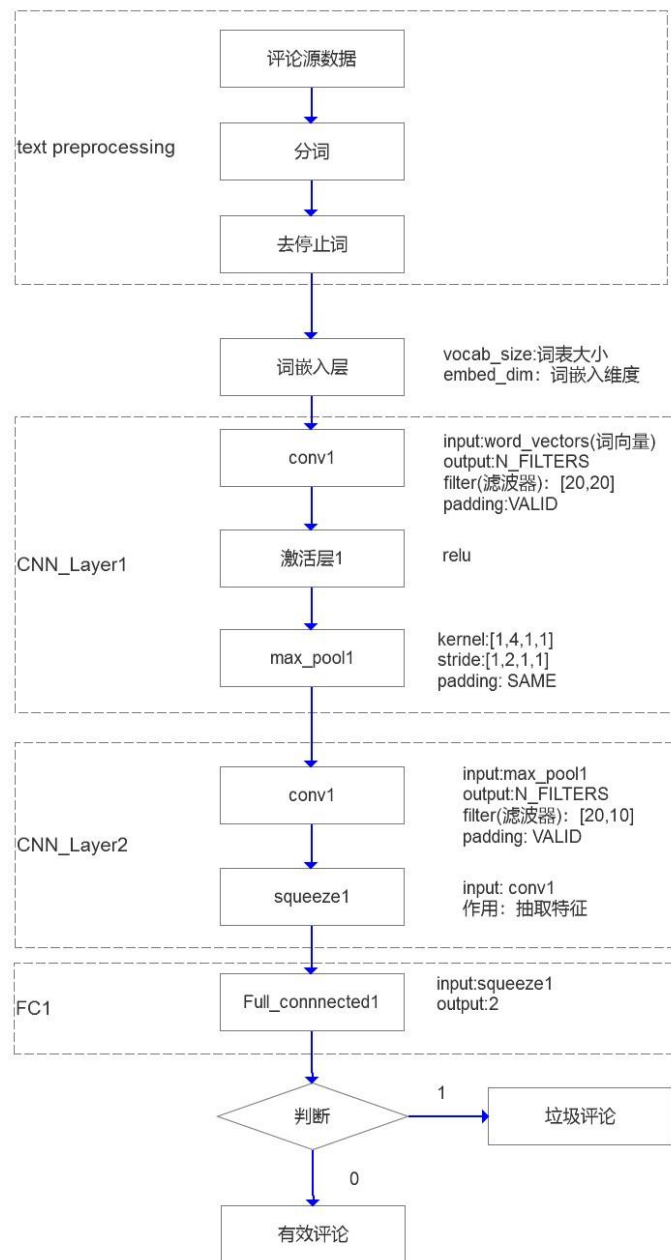 评论源数据
text preprocessing
分词
去停止词
词嵌入层
vocab_size:词表大小
embed_dim：词嵌入维度
conv1
input:word_vectors(词向量)
output:N_FILTERS
filter(滤波器)：[20,20]
padding:VALID
CNN_Layer1
激活层1
relu
max_pool1
kernel:[1,4,1,1]
stride:[1,2,1,1]
padding: SAME
conv1
input:max_pool1
output:N_FILTERS
filter(滤波器)：[20,10]
padding: VALID
CNN_Layer2
squeeze1
input: conv1
作用：抽取特征
FC1
Full_connnected1
input:squeeze1
output:2
判断
1
垃圾评论
0
有效评论